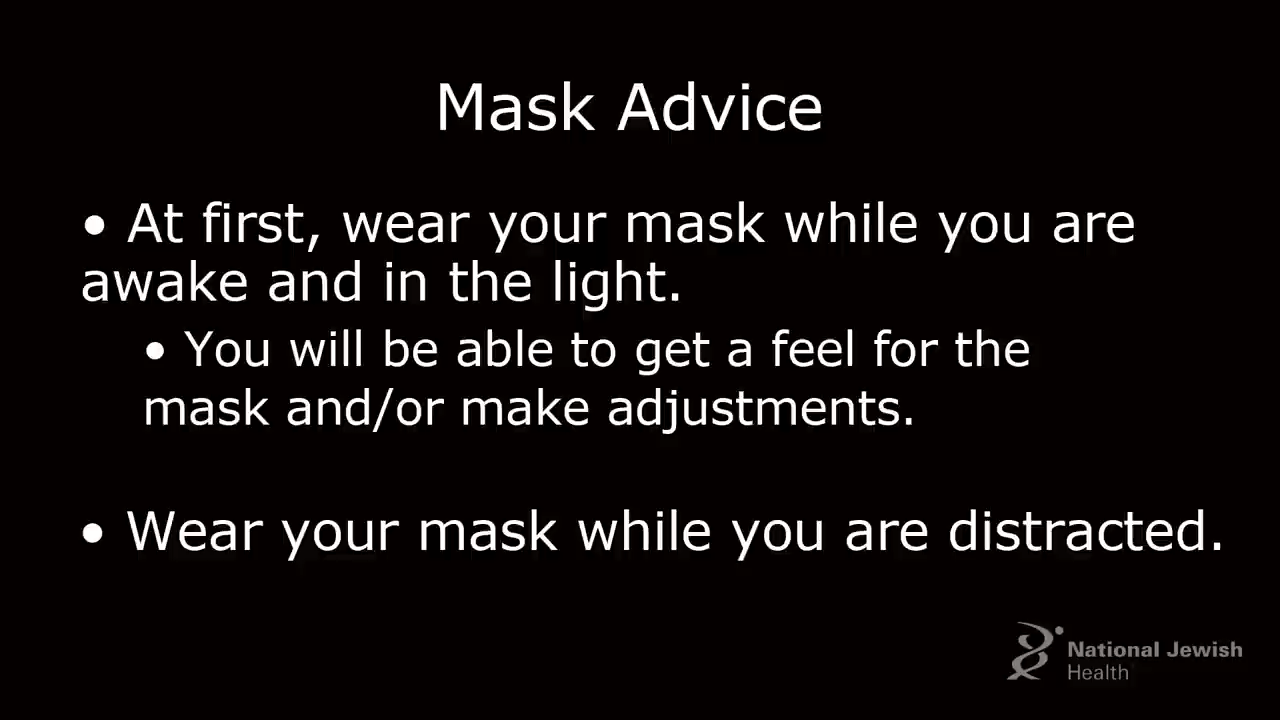 Mask Advice
• At first, wear your mask while you are
awake and in the light.
• You will be able to get a feel for the
mask and/or make adjustments.
• Wear your mask while you are distracted.
National Jewish
Health